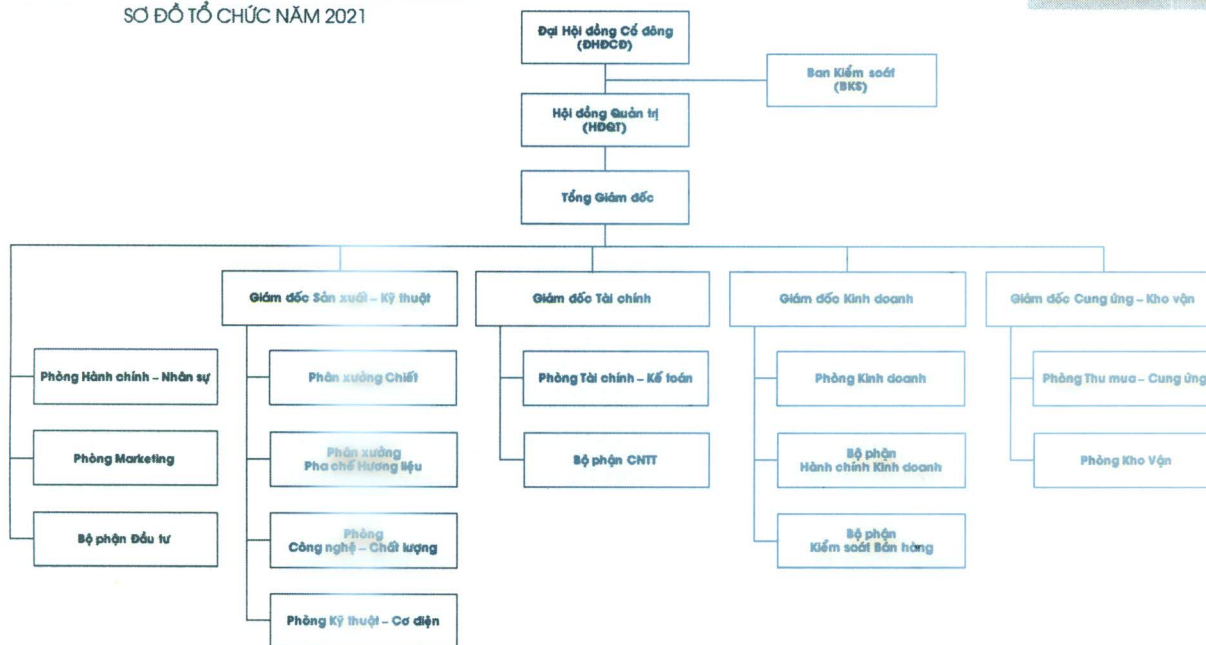 SƠ ĐỒ TỔ CHỨC NĂM 2021
Đại Hội đồng Cổ đông
(ĐHĐCĐ)
Ban Kiểm soát
(BKS)
Hội đồng Quản trị
(HĐQT)
Tổng Giám đốc
Giám đốc Sản xuất – Kỹ thuật
Giám đốc Tài chính
Giám đốc Kinh doanh
Giám đốc Cung ứng – Kho vận
Phòng Hành chính – Nhân sự
Phân xưởng Chiết
Phòng Tài chính – Kế toán
Phòng Kinh doanh
Phòng Thu mua – Cung ứng
Phòng Marketing
Phân xưởng
Pha chế Hương liệu
Bộ phận CNTT
Bộ phận
Hành chính Kinh doanh
Phòng Kho Vận
Bộ phận Đầu tư
Phòng
Công nghệ – Chất lượng
Bộ phận
Kiểm soát Bán hàng
Phòng Kỹ thuật – Cơ điện